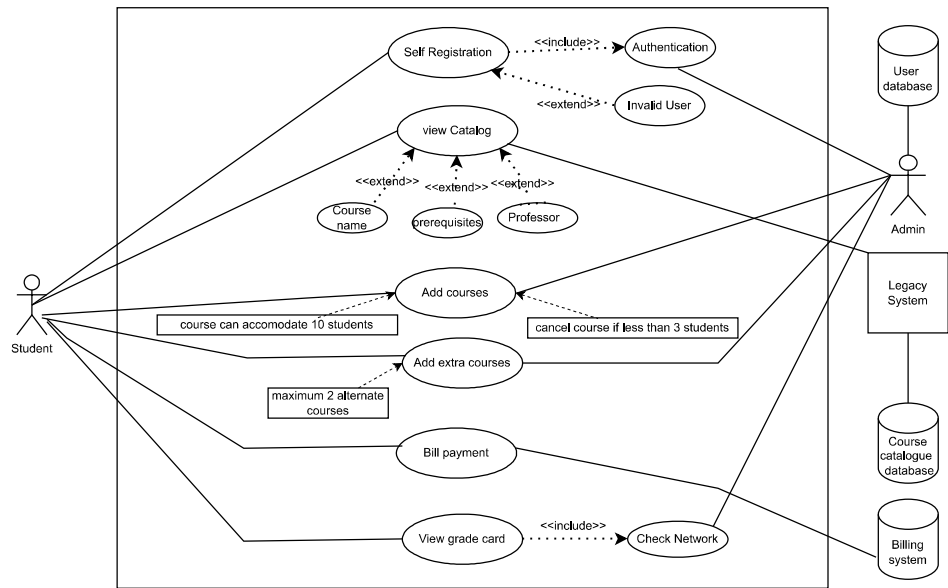 Self Registration
<<include>>
Authentication
User
database
<<extend>>
Invalid User
view Catalog
<<extend>>
<<extend>>
<<extend>>
Course
name
prerequisites
Professor
Admin
Legacy
System
Add courses
course can accomodate 10 students
cancel course if less than 3 students
Student
Add extra courses
maximum 2 alternate
courses
Course
catalogue
database
Bill payment
Billing
system
View grade card
<<include>>
Check Network